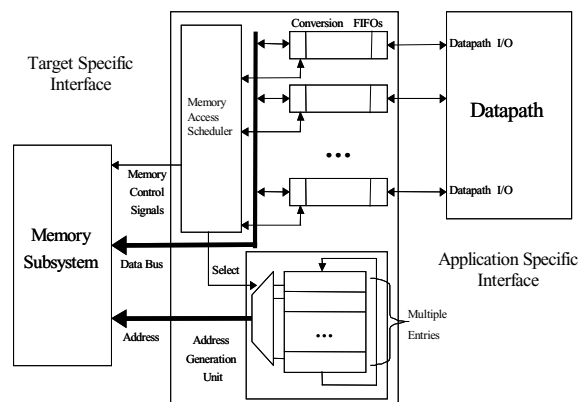 Conversion FIFOs
Target Specific
Interface
Memory
Access
Scheduler
Datapath I/O
Datapath I/O
Datapath
...
Memory
Control
Signals
Datapath I/O
Memory
Subsystem
Data Bus
Select
Application Specific
Interface
Address
Address
Generation
Unit
...
Multiple
Entries